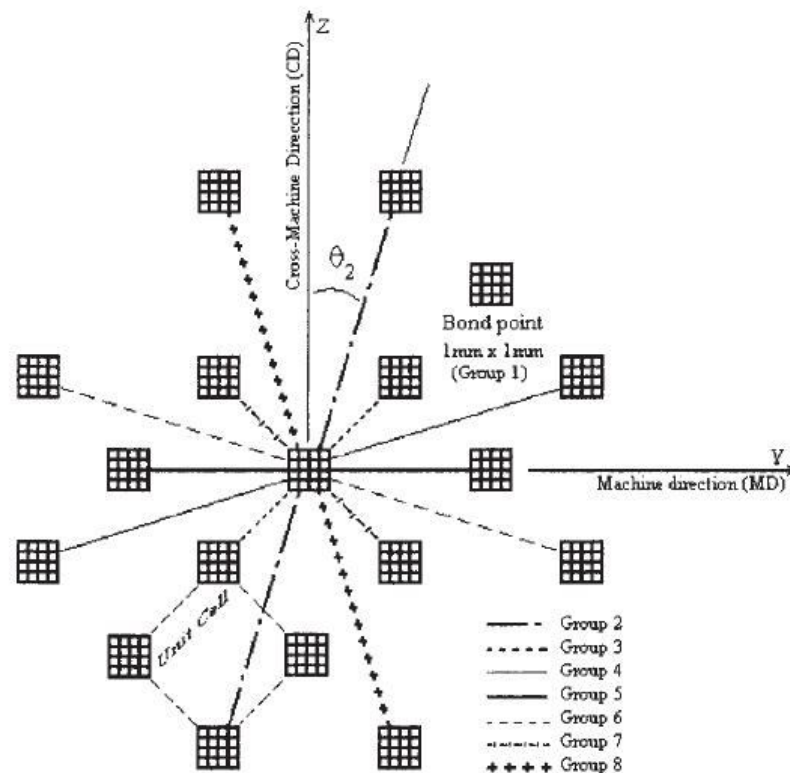 Z
Cross-Machine Direcction (CD)
θ2
Bond point
1mm x 1mm
(Group 1)
Y
Machine direction (MD)
Unit Cell
Group 2
Group 3
Group 4
Group 5
Group 6
Group 7
Group 8